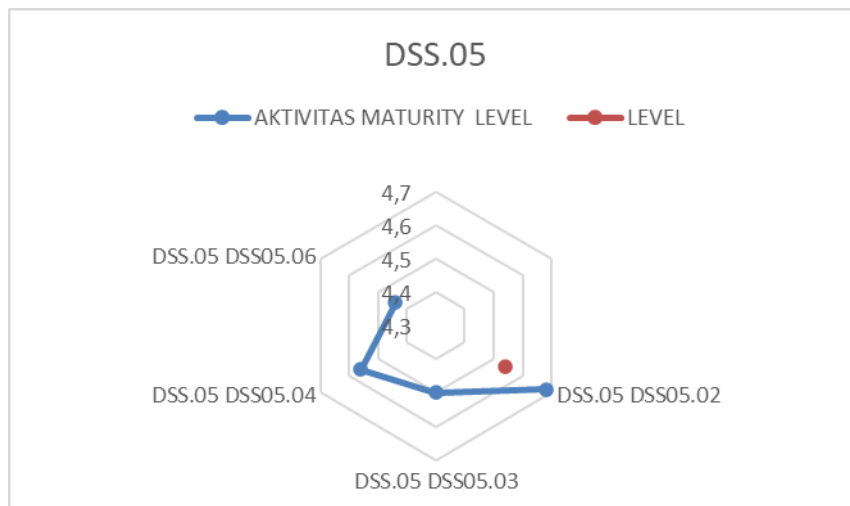 DSS.05
AKTIVITAS MATURITY LEVEL
LEVEL
4,7
4,6
4,5
4,4
4,3
DSS.05 DSS05.06
DSS.05 DSS05.02
DSS.05 DSS05.04
DSS.05 DSS05.03